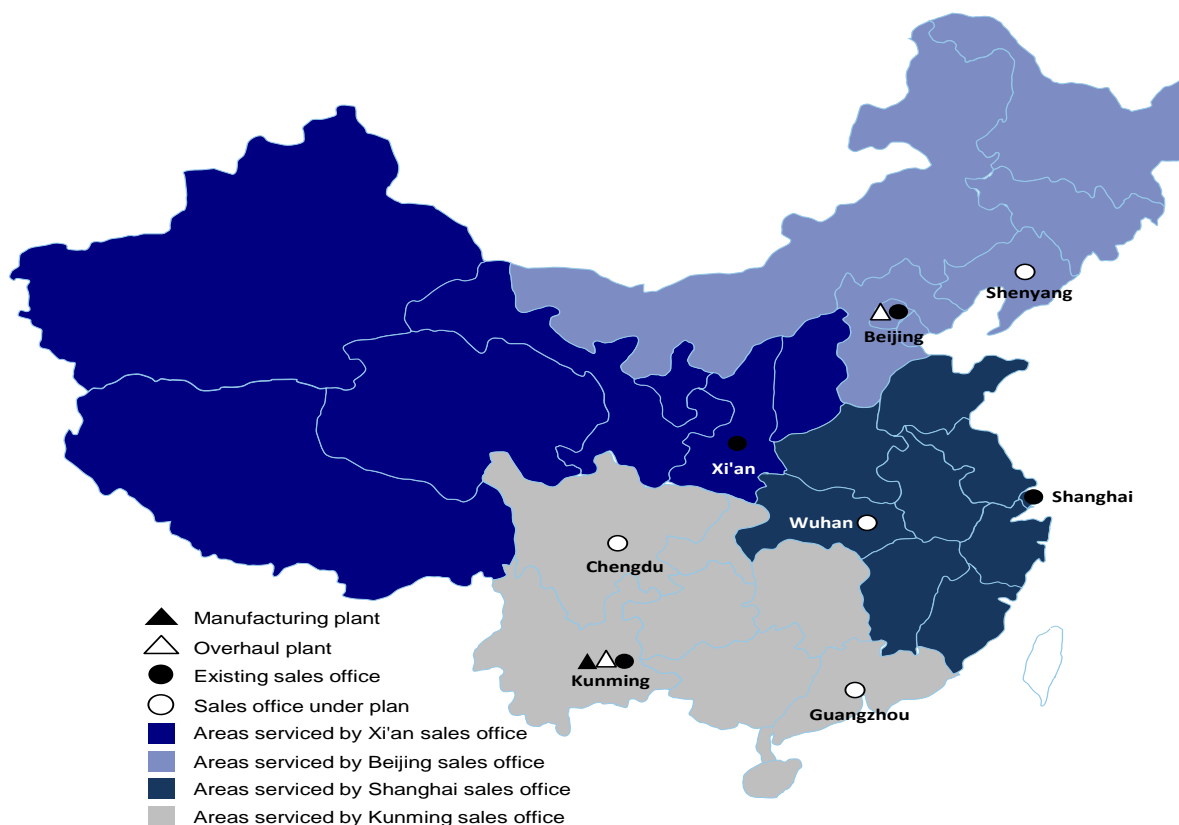 Shenyang
Beijing
Xi'an
Shanghai
Wuhan
Chengdu
Kunming
Guangzhou
Manufacturing plant
Overhaul plant
Existing sales office
Sales office under plan
Areas serviced by Xi'an sales office
Areas serviced by Beijing sales office
Areas serviced by Shanghai sales office
Areas serviced by Kunming sales office